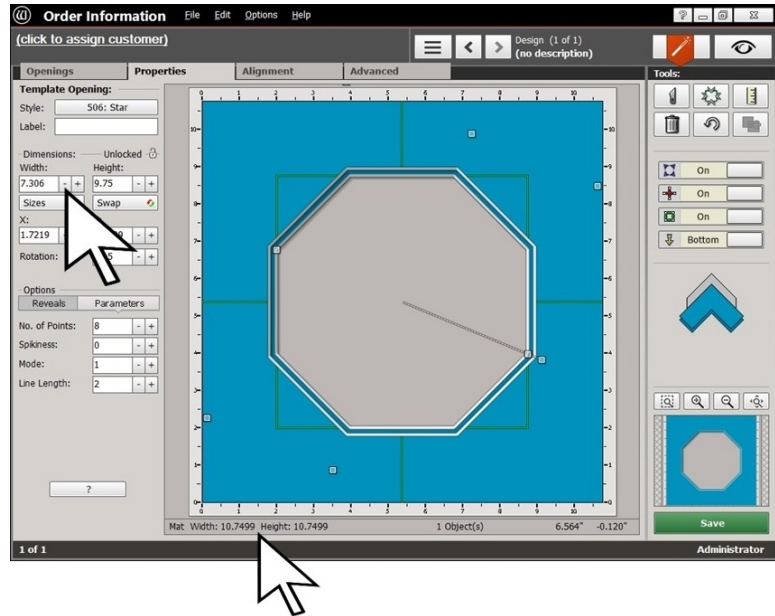 Order Information File Edit Options Help
(click to assign customer)
Design (1 of 1)
(no description)
Openings Properties Alignment Advanced
Tools:
Template Opening:
Style: 506: Star
Label:
Dimensions: Unlocked
Width: Height:
7.306 - + 9.75 - +
Sizes Swap
X:
1.7219
Rotation: - +
Options
Reveals Parameters
No. of Points: 8 - +
Spikiness: 0 - +
Mode: 1 - +
Line Length: 2 - +
?
On
On
On
Bottom
Mat Width: 10.7499 Height: 10.7499 1 Object(s) 6.564" -0.120"
Save
1 of 1 Administrator